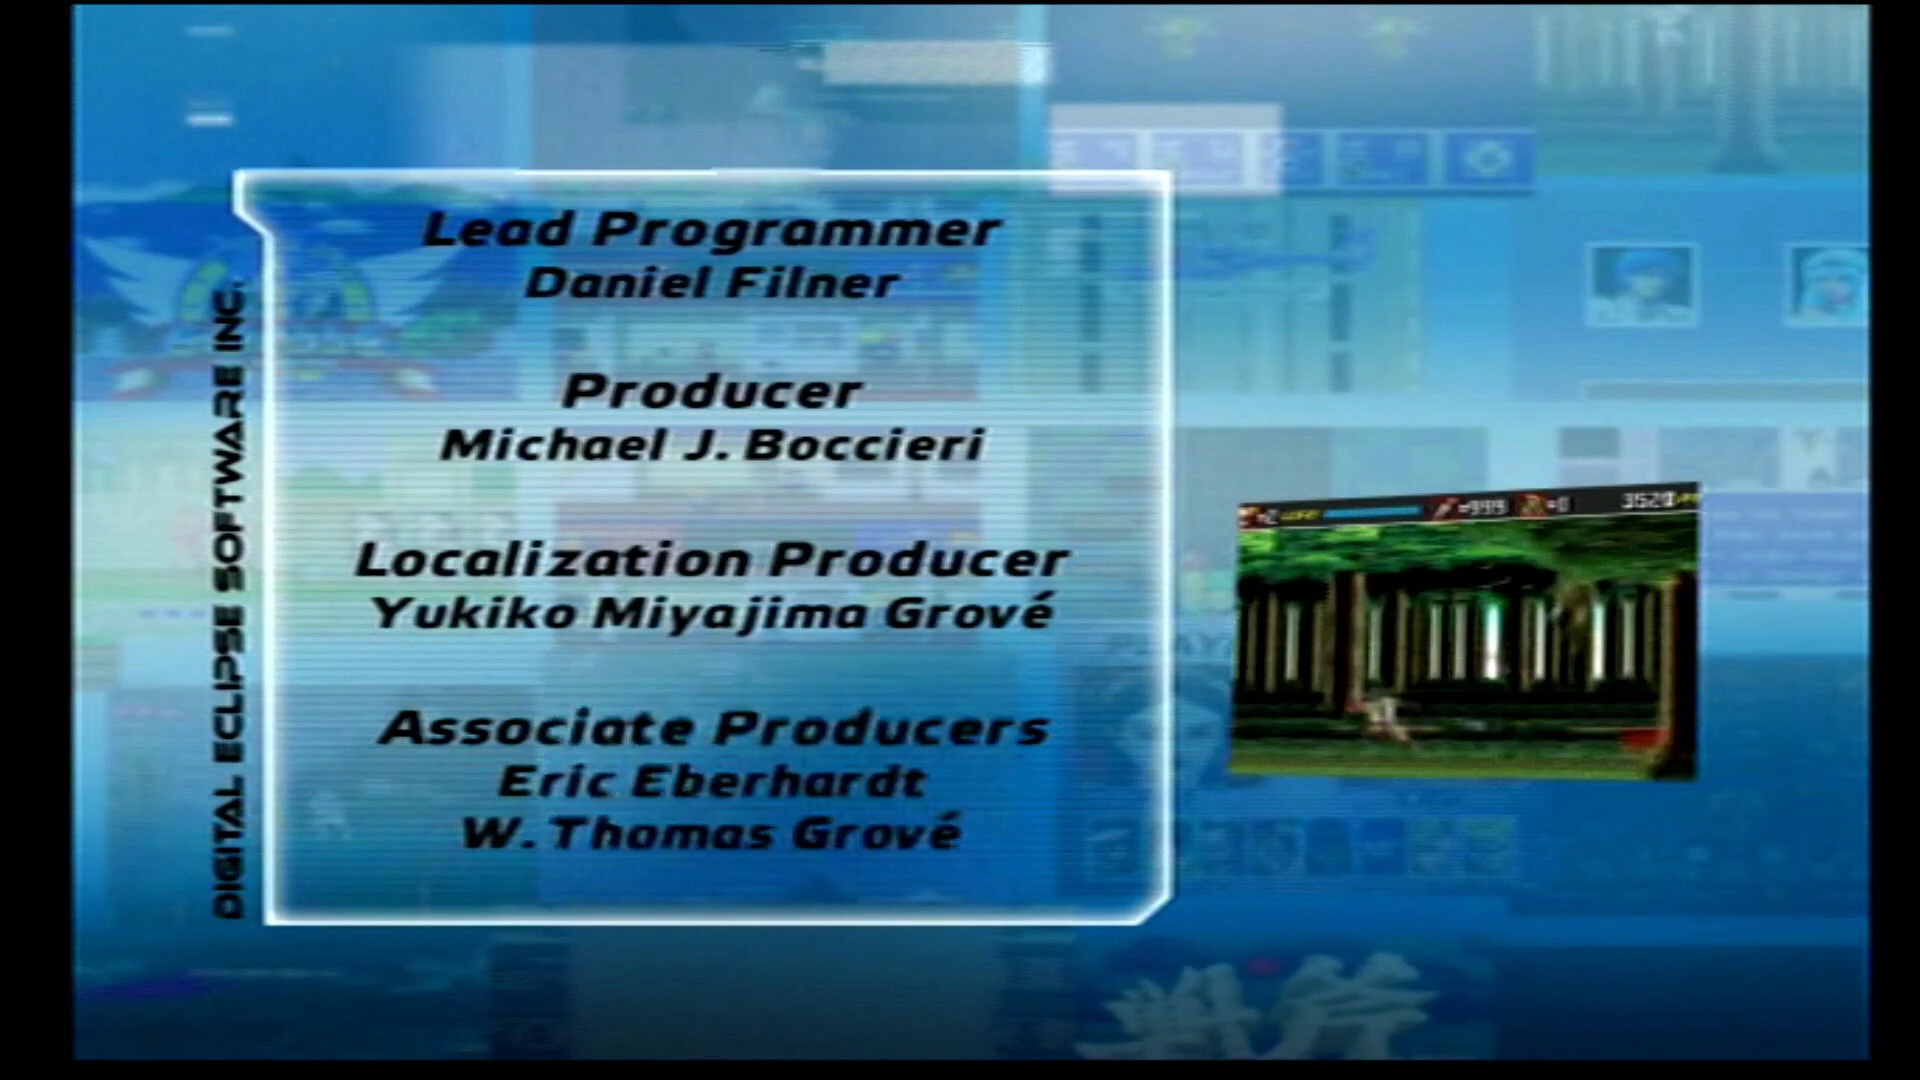 DIGITAL ECLIPSE SOFTWARE INC.
Lead Programmer
Daniel Filner
Producer
Michael J. Boccieri
Localization Producer
Yukiko Miyajima Grové
Associate Producers
Eric Eberhardt
W. Thomas Grové